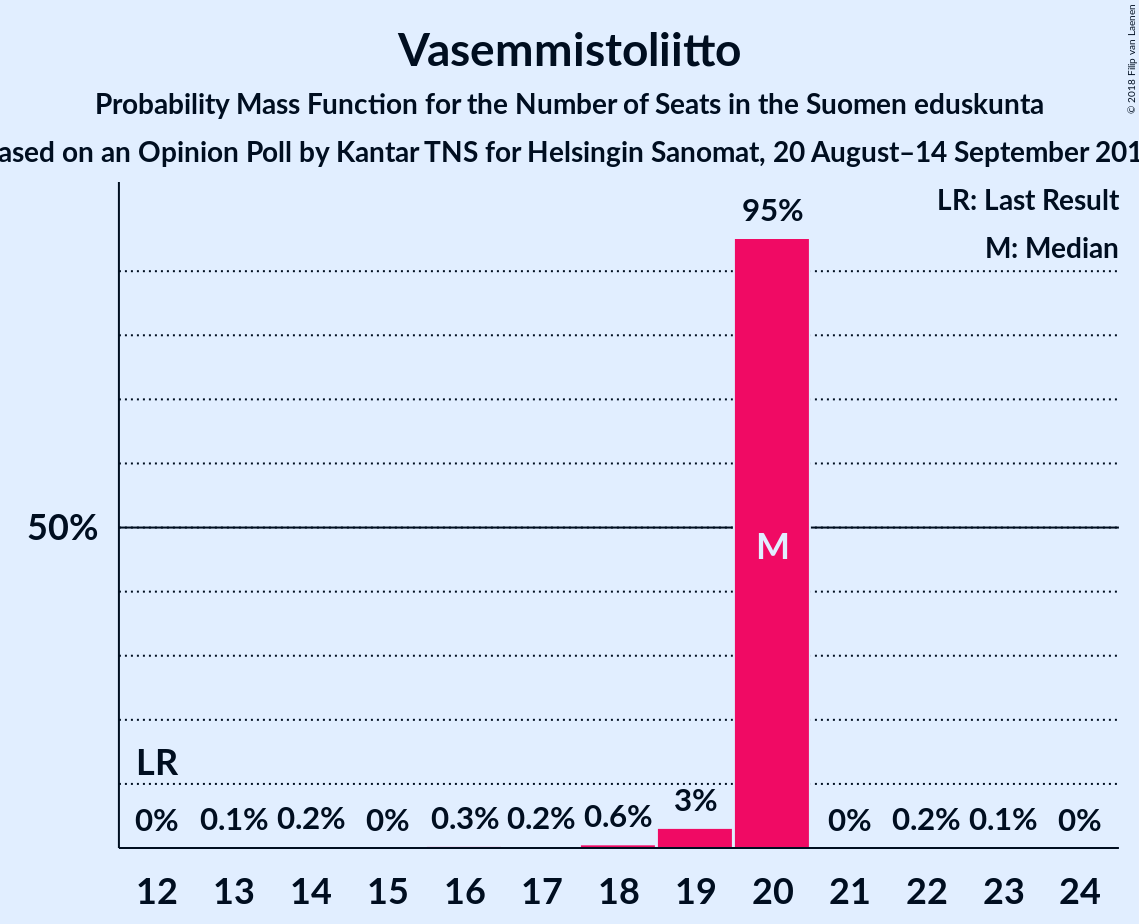 Vasemmistoliitto
Probability Mass Function for the Number of Seats in the Suomen eduskunta
ased on an Opinion Poll by Kantar TNS for Helsingin Sanomat, 20 August–14 September 201
© 2018 Filip van Laenen
LR: Last Result
M: Median
95%
50%
M
LR
0% 0.1% 0.2% 0% 0.3% 0.2% 0.6% 3% 0% 0.2% 0.1% 0%
12 13 14 15 16 17 18 19 20 21 22 23 24